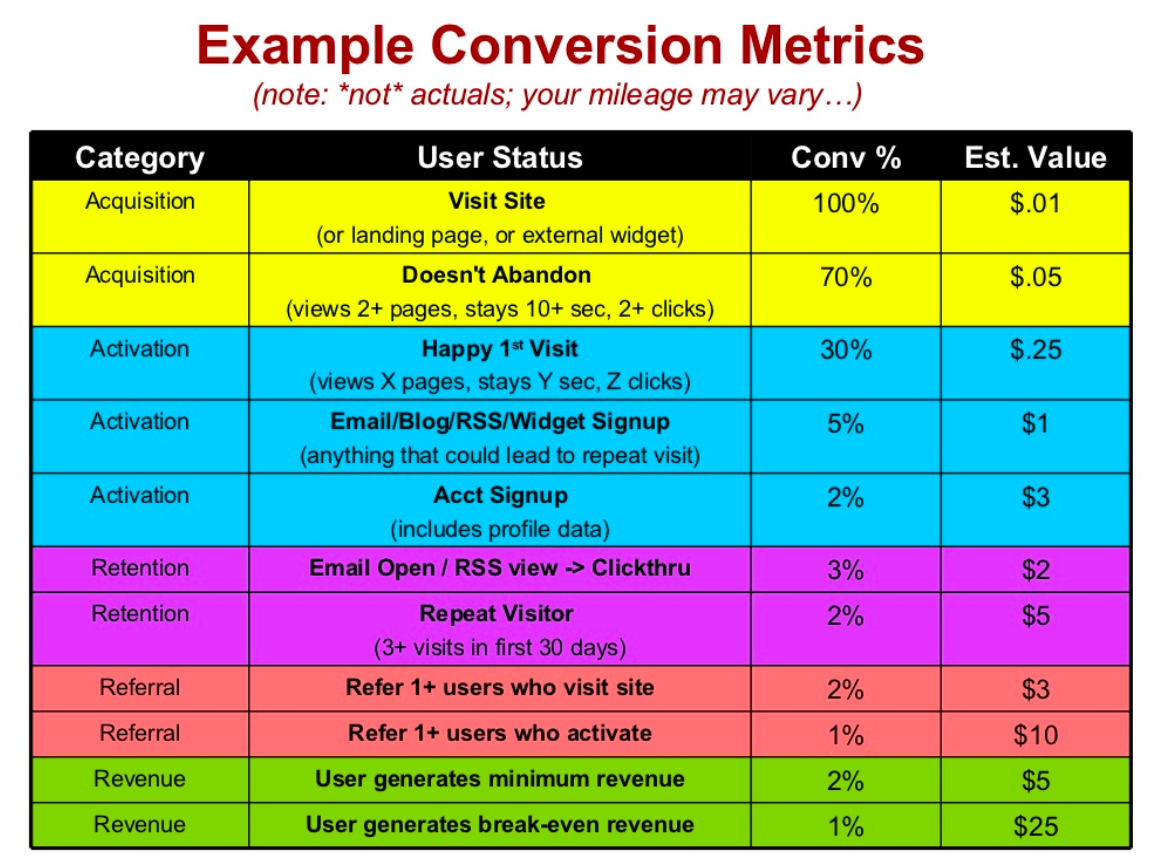 Example Conversion Metrics
(note: *not* actuals; your mileage may vary…)
Category User Status Conv % Est. Value
Acquisition Visit Site 100% $.01
(or landing page, or external widget)
Acquisition Doesn't Abandon 70% $.05
(views 2+ pages, stays 10+ sec, 2+ clicks)
Activation Happy 1st Visit 30% $.25
(views X pages, stays Y sec, Z clicks)
Activation Email/Blog/RSS/Widget Signup 5% $1
(anything that could lead to repeat visit)
Activation Acct Signup 2% $3
(includes profile data)
Retention Email Open / RSS view -> Clickthru 3% $2
Retention Repeat Visitor 2% $5
(3+ visits in first 30 days)
Referral Refer 1+ users who visit site 2% $3
Referral Refer 1+ users who activate 1% $10
Revenue User generates minimum revenue 2% $5
Revenue User generates break-even revenue 1% $25